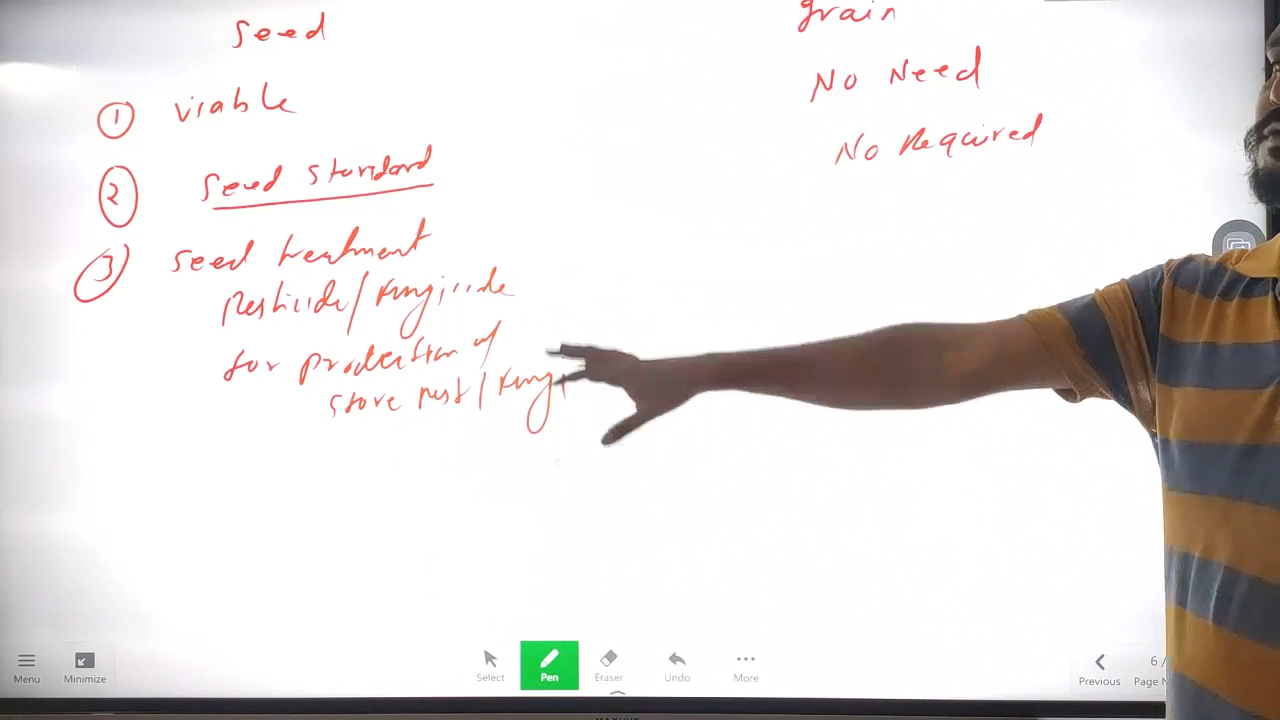 Seed grain
① viable No Need
② Seed standard No Required
③ Seed treatment
Pesticide/Fungicide
for production of
store pest/Fungi
Menu Minimize Select Pen Eraser Undo More Previous Page N
6 /